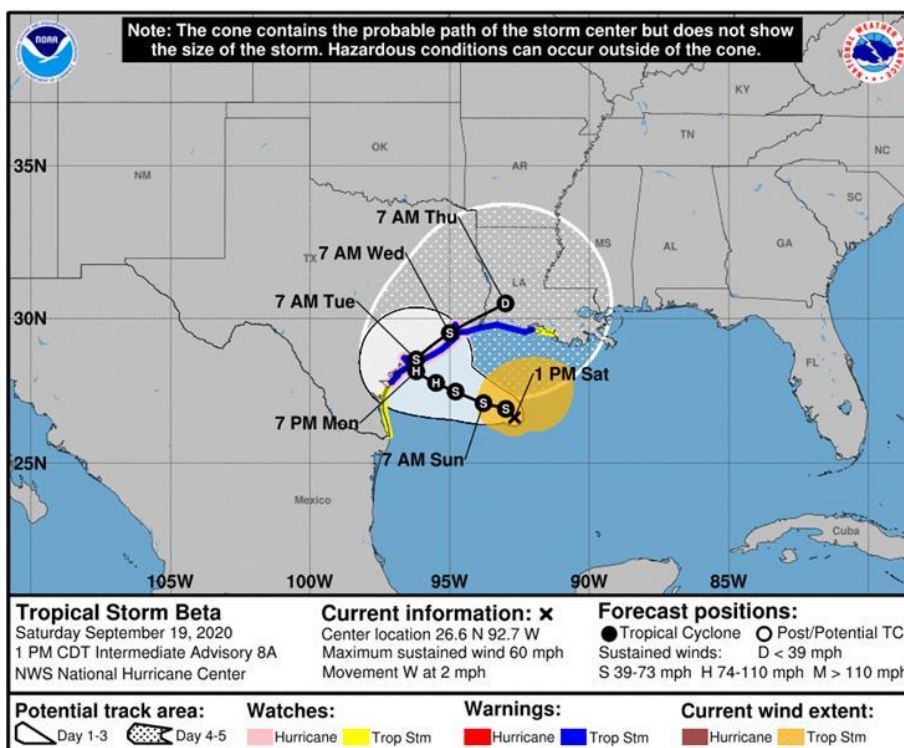 Note: The cone contains the probable path of the storm center but does not show
the size of the storm. Hazardous conditions can occur outside of the cone.
NOAA
NATIONAL WEATHER SERVICE
KY
NC
OK
TN
35N
NM
AR
SC
7 AM Thu
MS
AL
GA
7 AM Wed
TX
LA
7 AM Tue
D
30N
S
S
FL
H
H
S
1 PM Sat
S
S
7 PM Mon
7 AM Sun
25N
Mexico
Cuba
105W 100W 95W 90W 85W
Tropical Storm Beta
Saturday September 19, 2020
1 PM CDT Intermediate Advisory 8A
NWS National Hurricane Center
Current information: ×
Center location 26.6 N 92.7 W
Maximum sustained wind 60 mph
Movement W at 2 mph
Forecast positions:
● Tropical Cyclone ○ Post/Potential TC
Sustained winds: D < 39 mph
S 39-73 mph H 74-110 mph M > 110 mph
Potential track area:
Day 1-3 Day 4-5
Watches:
Hurricane Trop Stm
Warnings:
Hurricane Trop Stm
Current wind extent:
Hurricane Trop Stm